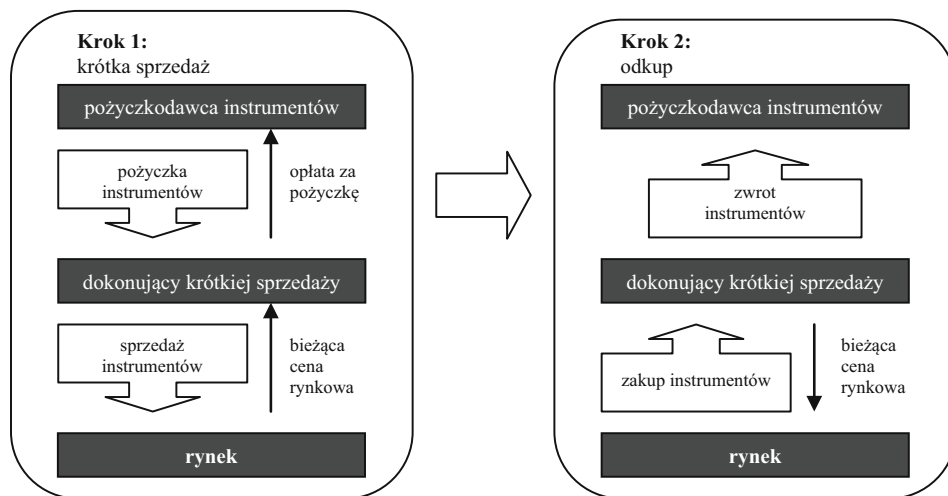 Krok 1:
krótka sprzedaż
pożyczkodawca instrumentów
pożyczka
instrumentów
opłata za
pożyczkę
dokonujący krótkiej sprzedaży
sprzedaż
instrumentów
bieżąca
cena
rynkowa
rynek
Krok 2:
odkup
pożyczkodawca instrumentów
zwrot
instrumentów
dokonujący krótkiej sprzedaży
zakup instrumentów
bieżąca
cena
rynkowa
rynek